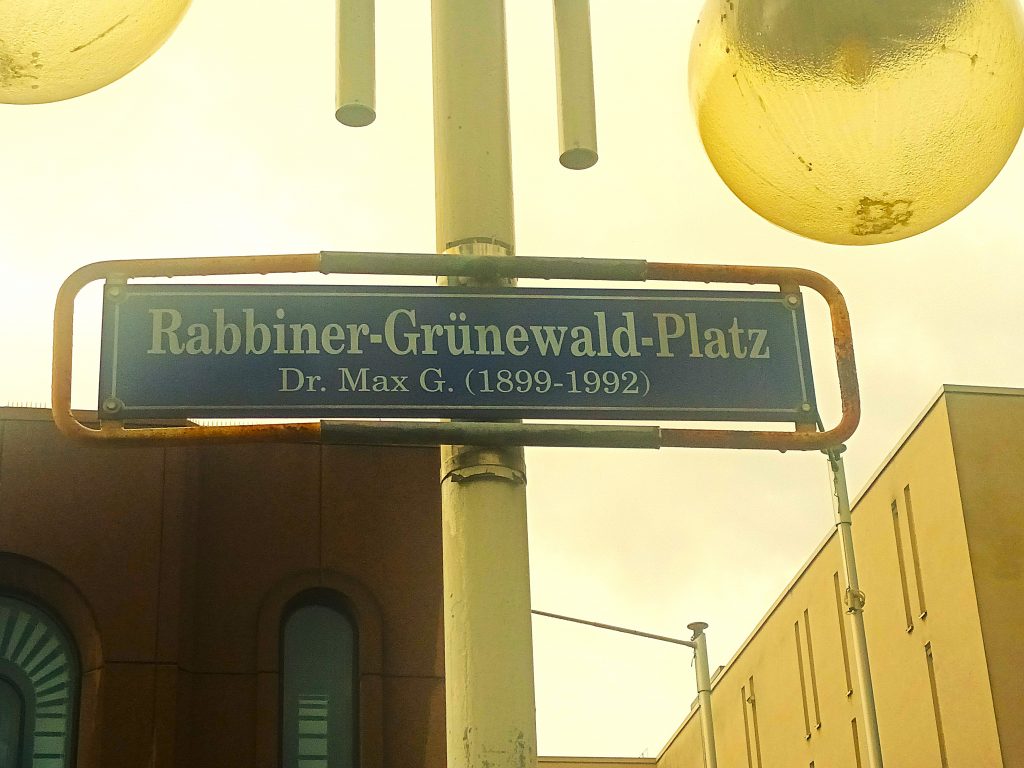 Rabbiner-Grünewald-Platz
Dr. Max G. (1899-1992)